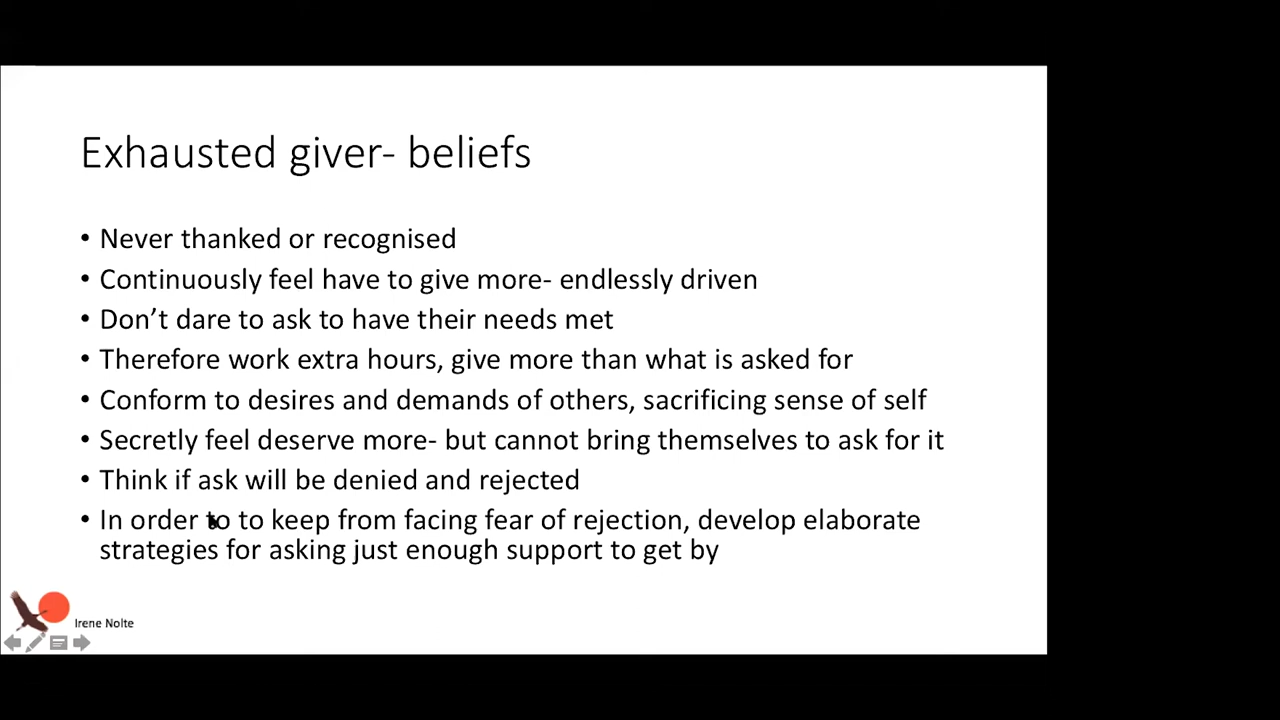 Exhausted giver- beliefs
• Never thanked or recognised
• Continuously feel have to give more- endlessly driven
• Don’t dare to ask to have their needs met
• Therefore work extra hours, give more than what is asked for
• Conform to desires and demands of others, sacrificing sense of self
• Secretly feel deserve more- but cannot bring themselves to ask for it
• Think if ask will be denied and rejected
• In order to to keep from facing fear of rejection, develop elaborate
strategies for asking just enough support to get by
Irene Nolte